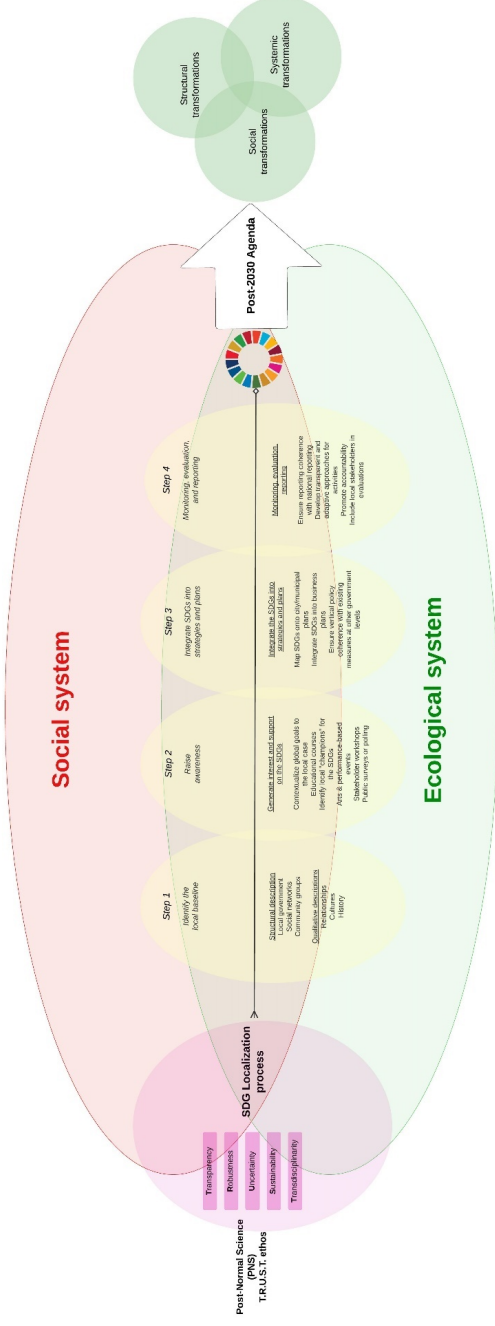 Social system
Post-Normal Science
(PNS)
T.R.U.S.T. ethos
Transparency
Robustness
Uncertainty
Sustainability
Transdisciplinarity
SDG Localization
process
Step 1
Identify the
local baseline
Structural description
Local government
Social networks
Community groups
Qualitative descriptions
Relationships
Cultures
History
Step 2
Raise
awareness
Generate interest and support
on the SDGs
Contextualize global goals to
the local case
Educational courses
Identify local "champions" for
the SDGs
Arts & performance-based
events
Stakeholder workshops
Public surveys or pulling
Step 3
Integrate SDGs into
strategies and plans
Integrate the SDGs into
strategies and plans
Map SDGs onto city/municipal
plans
Integrate SDGs into business
plans
Ensure vertical policy
coherence with existing
measures at other government
levels
Step 4
Monitoring, evaluation,
and reporting
Monitoring, evaluation,
reporting
Ensure reporting coherence
with national reporting
Develop transparent and
adaptive approaches for
activities
Promote accountability
Include local stakeholders in
evaluations
Post-2030 Agenda
Structural
transformations
Social
transformations
Systemic
transformations
Ecological system